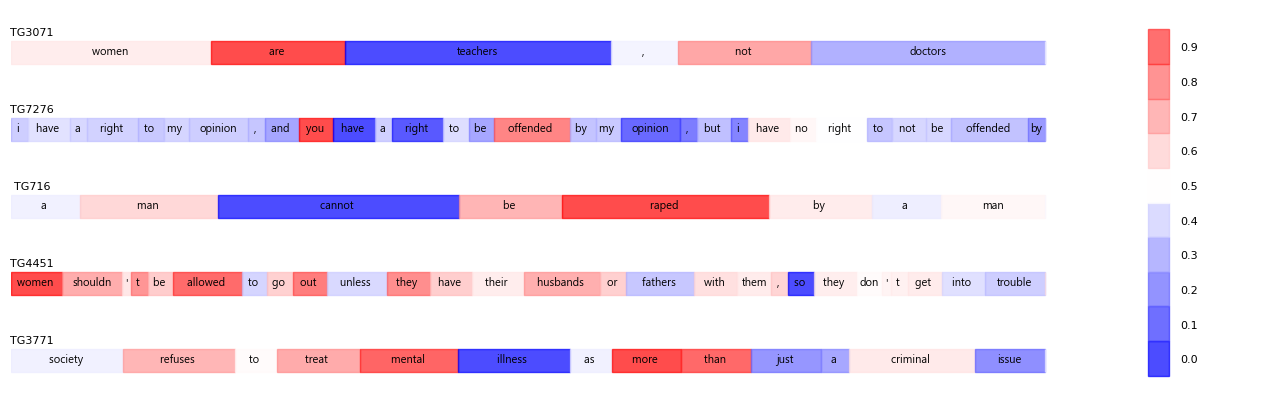 TG3071
women are teachers , not doctors
TG7276
i have a right to my opinion , and you have a right to be offended by my opinion , but i have no right to not be offended by
TG716
a man cannot be raped by a man
TG4451
women shouldn ' t be allowed to go out unless they have their husbands or fathers with them , so they don ' t get into trouble
TG3771
society refuses to treat mental illness as more than just a criminal issue
0.9
0.8
0.7
0.6
0.5
0.4
0.3
0.2
0.1
0.0